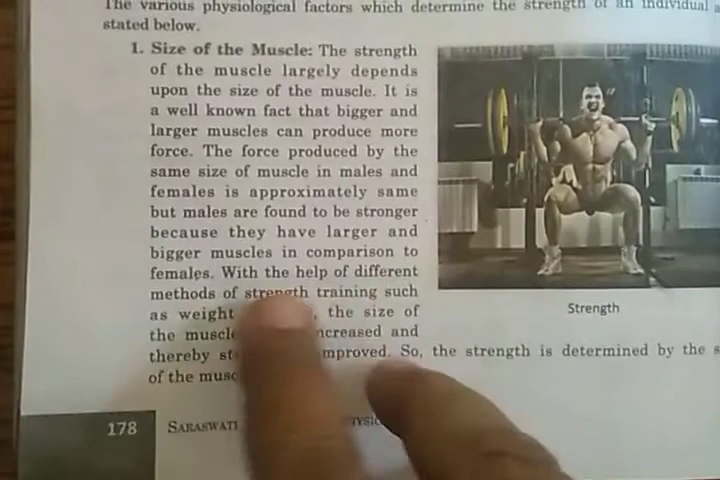 The various physiological factors which determine the strength of an individual
stated below.
1. Size of the Muscle: The strength
of the muscle largely depends
upon the size of the muscle. It is
a well known fact that bigger and
larger muscles can produce more
force. The force produced by the
same size of muscle in males and
females is approximately same
but males are found to be stronger
because they have larger and
bigger muscles in comparison to
females. With the help of different
methods of strength training such
as weight , the size of
the muscle increased and
thereby improved. So, the strength is determined by the
of the
Strength
178
SARASWATI